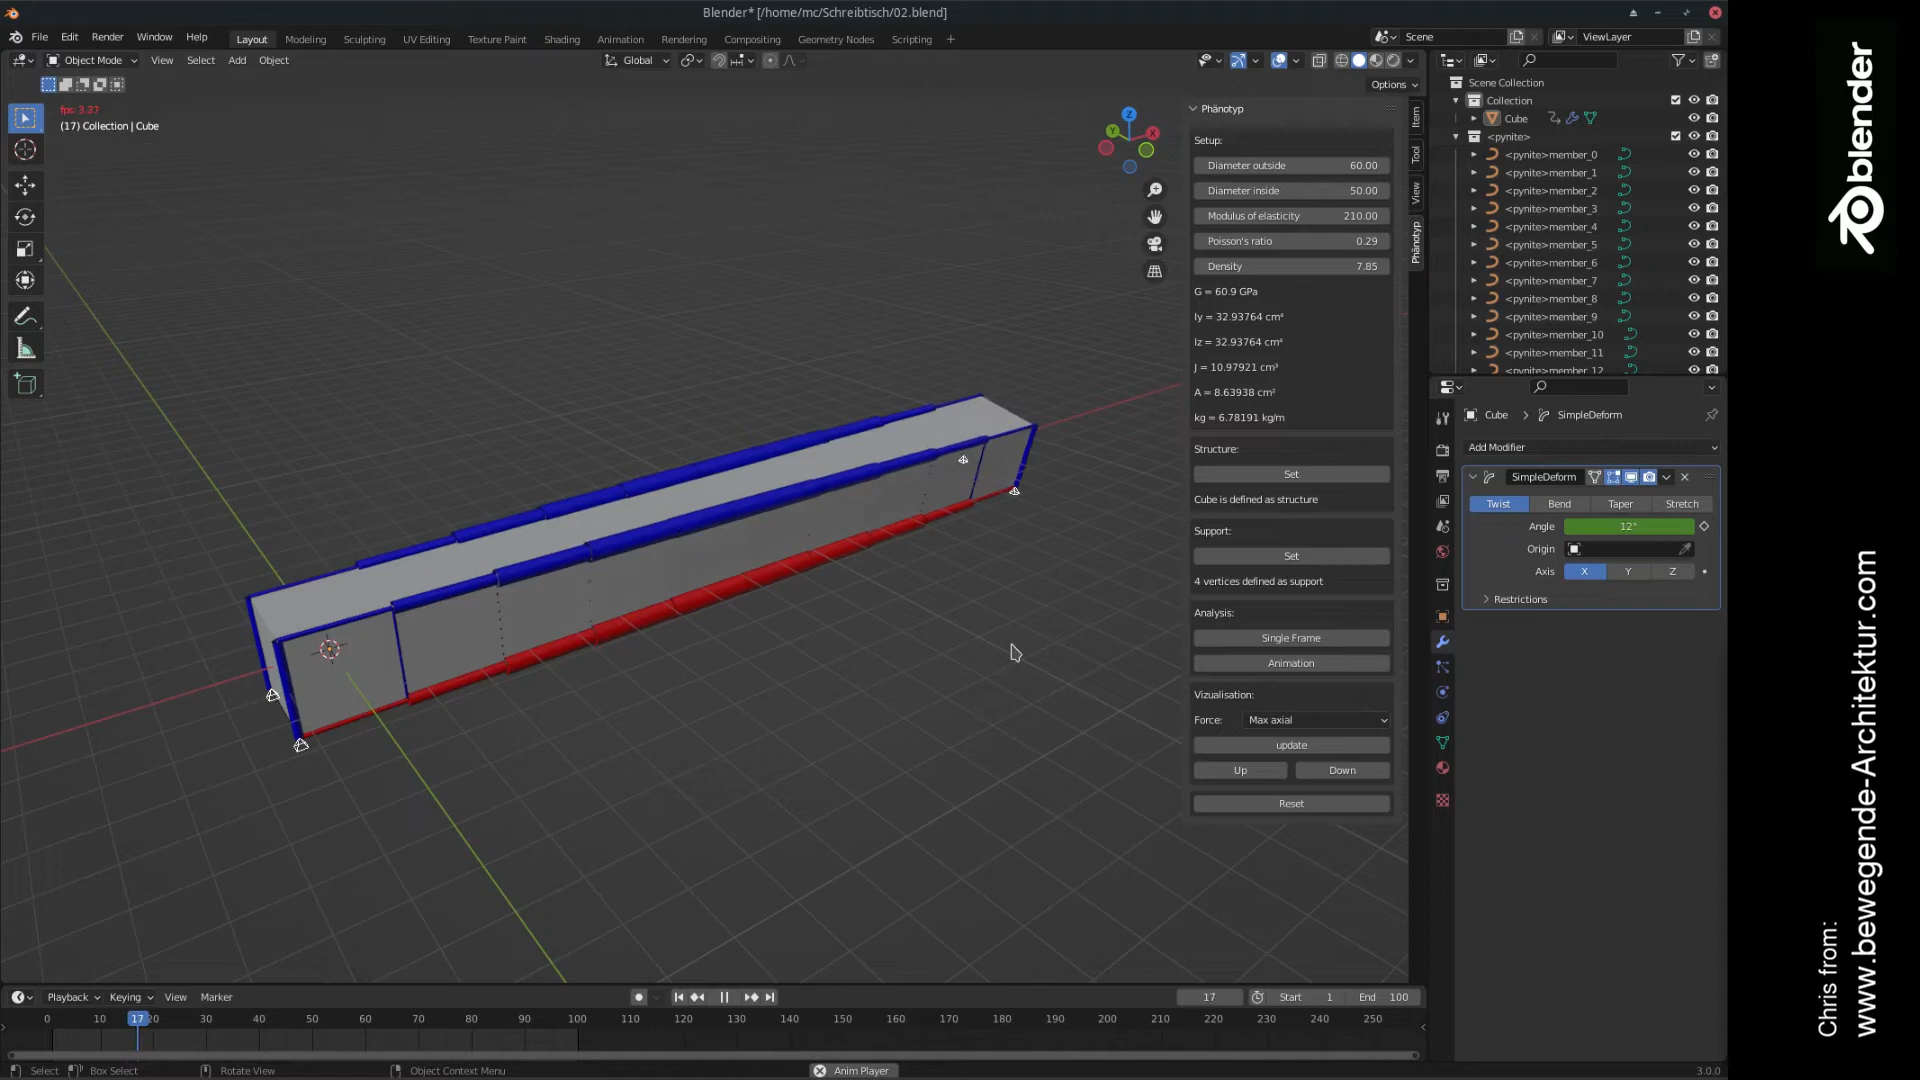 Blender* [/home/mc/Schreibtisch/02.blend]
File Edit Render Window Help
Layout Modeling Sculpting UV Editing Texture Paint Shading Animation Rendering Compositing Geometry Nodes Scripting +
Scene
ViewLayer
Object Mode View Select Add Object
Global
Options
fps: 3.27
(17) Collection | Cube
Z
Y
X
Phänotyp
Setup:
Diameter outside 60.00
Diameter inside 50.00
Modulus of elasticity 210.00
Poisson's ratio 0.29
Density 7.85
G = 60.9 GPa
Iy = 32.93764 cm⁴
Iz = 32.93764 cm⁴
J = 10.97921 cm³
A = 8.63938 cm²
kg = 6.78191 kg/m
Structure:
Set
Cube is defined as structure
Support:
Set
4 vertices defined as support
Analysis:
Single Frame
Animation
Vizualisation:
Force: Max axial
update
Up Down
Reset
Item
Tool
View
Phänotyp
Scene Collection
Collection
Cube
<pynite>
<pynite>member_0
<pynite>member_1
<pynite>member_2
<pynite>member_3
<pynite>member_4
<pynite>member_5
<pynite>member_6
<pynite>member_7
<pynite>member_8
<pynite>member_9
<pynite>member_10
<pynite>member_11
<pynite>member_12
Cube > SimpleDeform
Add Modifier
SimpleDeform
Twist Bend Taper Stretch
Angle 12°
Origin
Axis X Y Z
Restrictions
Playback Keying View Marker
17 Start 1 End 100
0 10 17 20 30 40 50 60 70 80 90 100 110 120 130 140 150 160 170 180 190 200 210 220 230 240 250
Select Box Select Rotate View Object Context Menu Anim Player 3.0.0
blender
Chris from:
www.bewegende-Architektur.com